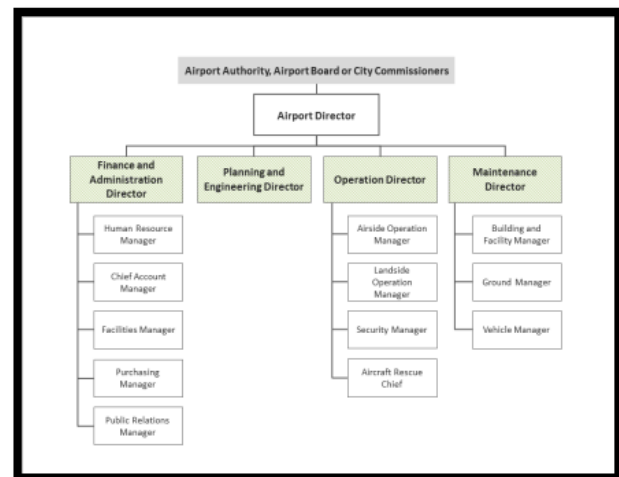 Airport Authority, Airport Board or City Commissioners
Airport Director
Finance and
Administration
Director
Planning and
Engineering Director
Operation Director
Maintenance
Director
Human Resource
Manager
Chief Account
Manager
Facilities Manager
Purchasing
Manager
Public Relations
Manager
Airside Operation
Manager
Landside
Operation
Manager
Security Manager
Aircraft Rescue
Chief
Building and
Facility Manager
Ground Manager
Vehicle Manager